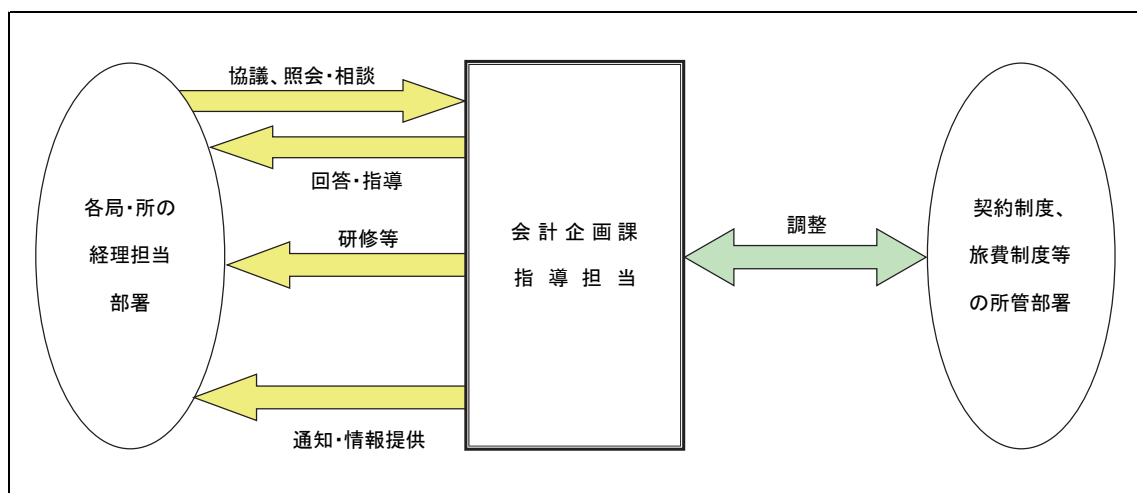 協議、照会・相談
回答・指導
研修等
通知・情報提供
各局・所の
経理担当
部署
会計企画課
指導担当
調整
契約制度、
旅費制度等
の所管部署